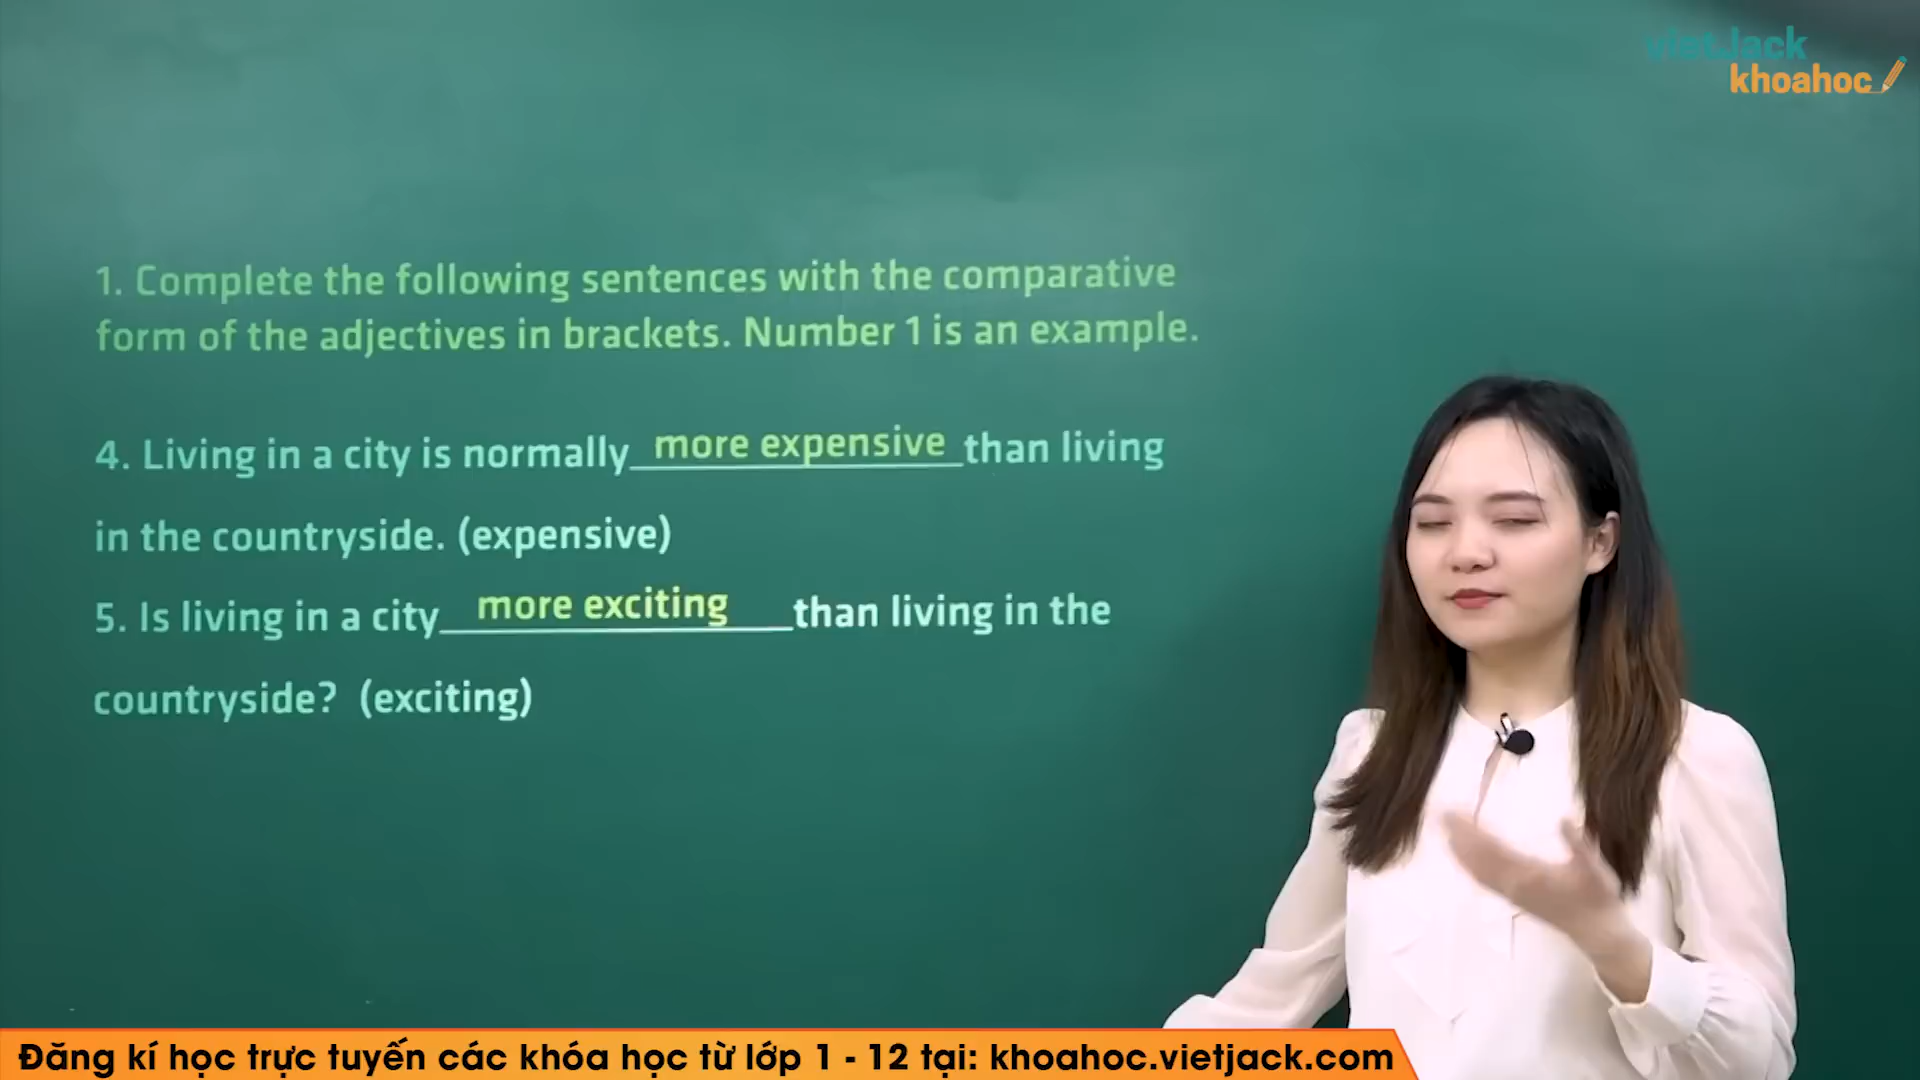 vietJack
khoahoc
1. Complete the following sentences with the comparative
form of the adjectives in brackets. Number 1 is an example.
4. Living in a city is normally more expensive than living
in the countryside. (expensive)
5. Is living in a city more exciting than living in the
countryside? (exciting)
Đăng kí học trực tuyến các khóa học từ lớp 1 - 12 tại: khoahoc.vietjack.com